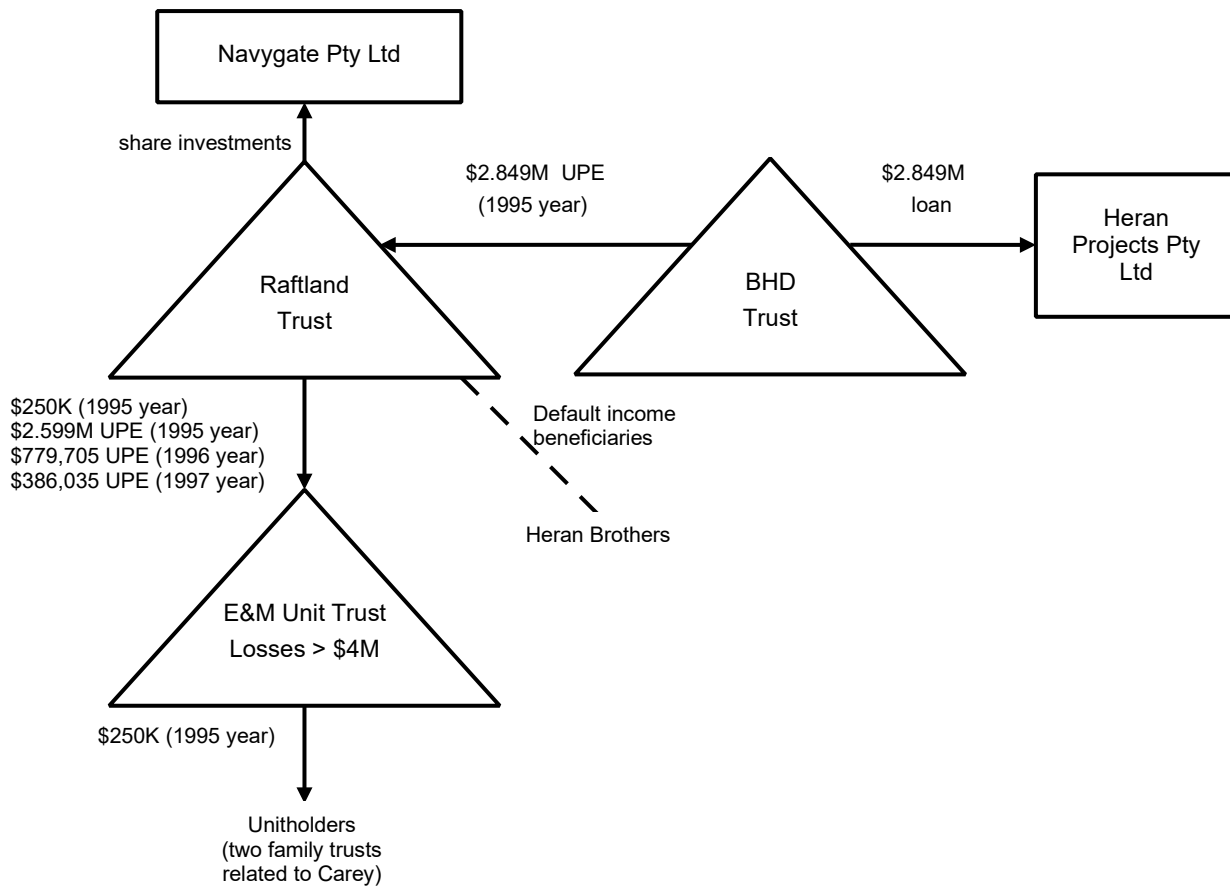 Navygate Pty Ltd
share investments
$2.849M UPE
(1995 year)
$2.849M
loan
Heran
Projects Pty
Ltd
Raftland
Trust
BHD
Trust
$250K (1995 year)
$2.599M UPE (1995 year)
$779,705 UPE (1996 year)
$386,035 UPE (1997 year)
Default income
beneficiaries
Heran Brothers
E&M Unit Trust
Losses > $4M
$250K (1995 year)
Unitholders
(two family trusts
related to Carey)